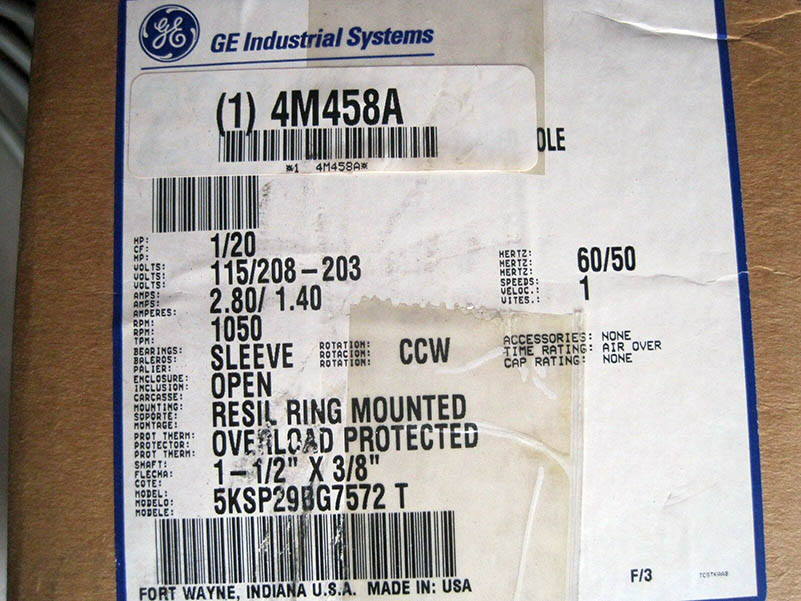 GE Industrial Systems
(1) 4M458A
*1 4M458A*
OLE
HP: CF: HP: 1/20
VOLTS: VOLTS: VOLTS: 115/208-203
AMPS: AMPS: AMPERES: 2.80/ 1.40
RPM: RPM: TPM: 1050
HERTZ: HERTZ: HERTZ: 60/50
SPEEDS: VELOC.: VITES.: 1
BEARINGS: BALEROS: PALIER: SLEEVE
ROTATION: ROTACION: ROTATION: CCW
ACCESSORIES: NONE
TIME RATING: AIR OVER
CAP RATING: NONE
ENCLOSURE: INCLUSION: CARCASSE: OPEN
MOUNTING: SOPORTE: MONTAGE: RESIL RING MOUNTED
PROT THERM: PROTECTOR: PROT THERM: OVERLOAD PROTECTED
SHAFT: FLECHA: COTE: 1-1/2" X 3/8"
MODEL: MODELO: MODELE: 5KSP29BG7572 T
FORT WAYNE, INDIANA U.S.A. MADE IN: USA
F/3